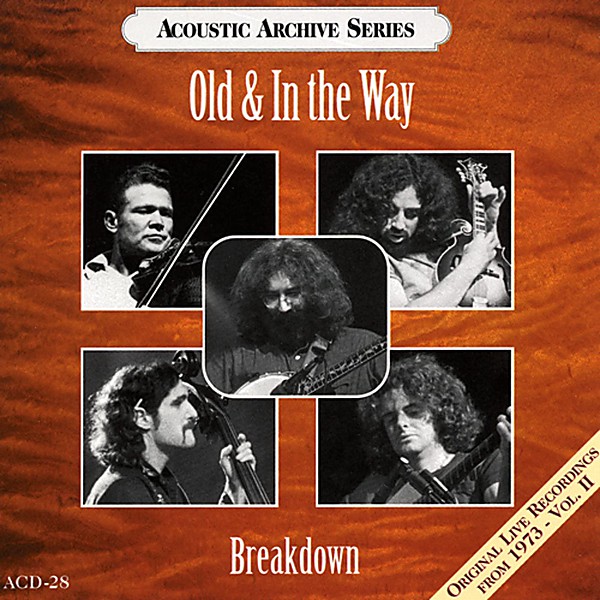 Acoustic Archive Series
Old & In the Way
Original Live Recordings
from 1973 - Vol. II
Breakdown
ACD-28